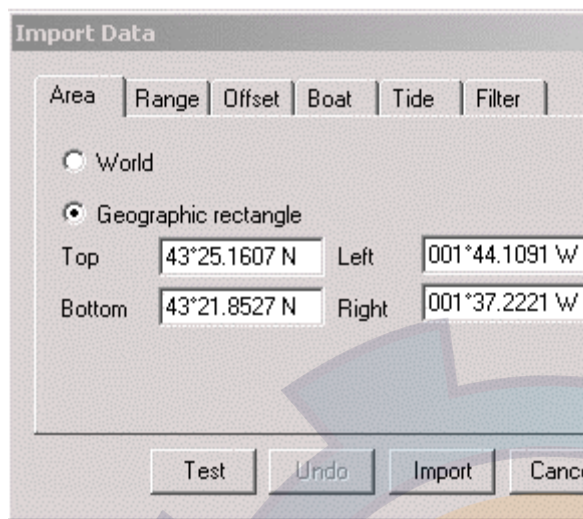 Import Data
Area Range Offset Boat Tide Filter
World
Geographic rectangle
Top 43°25.1607 N Left 001°44.1091 W
Bottom 43°21.8527 N Right 001°37.2221 W
Test Undo Import Cance